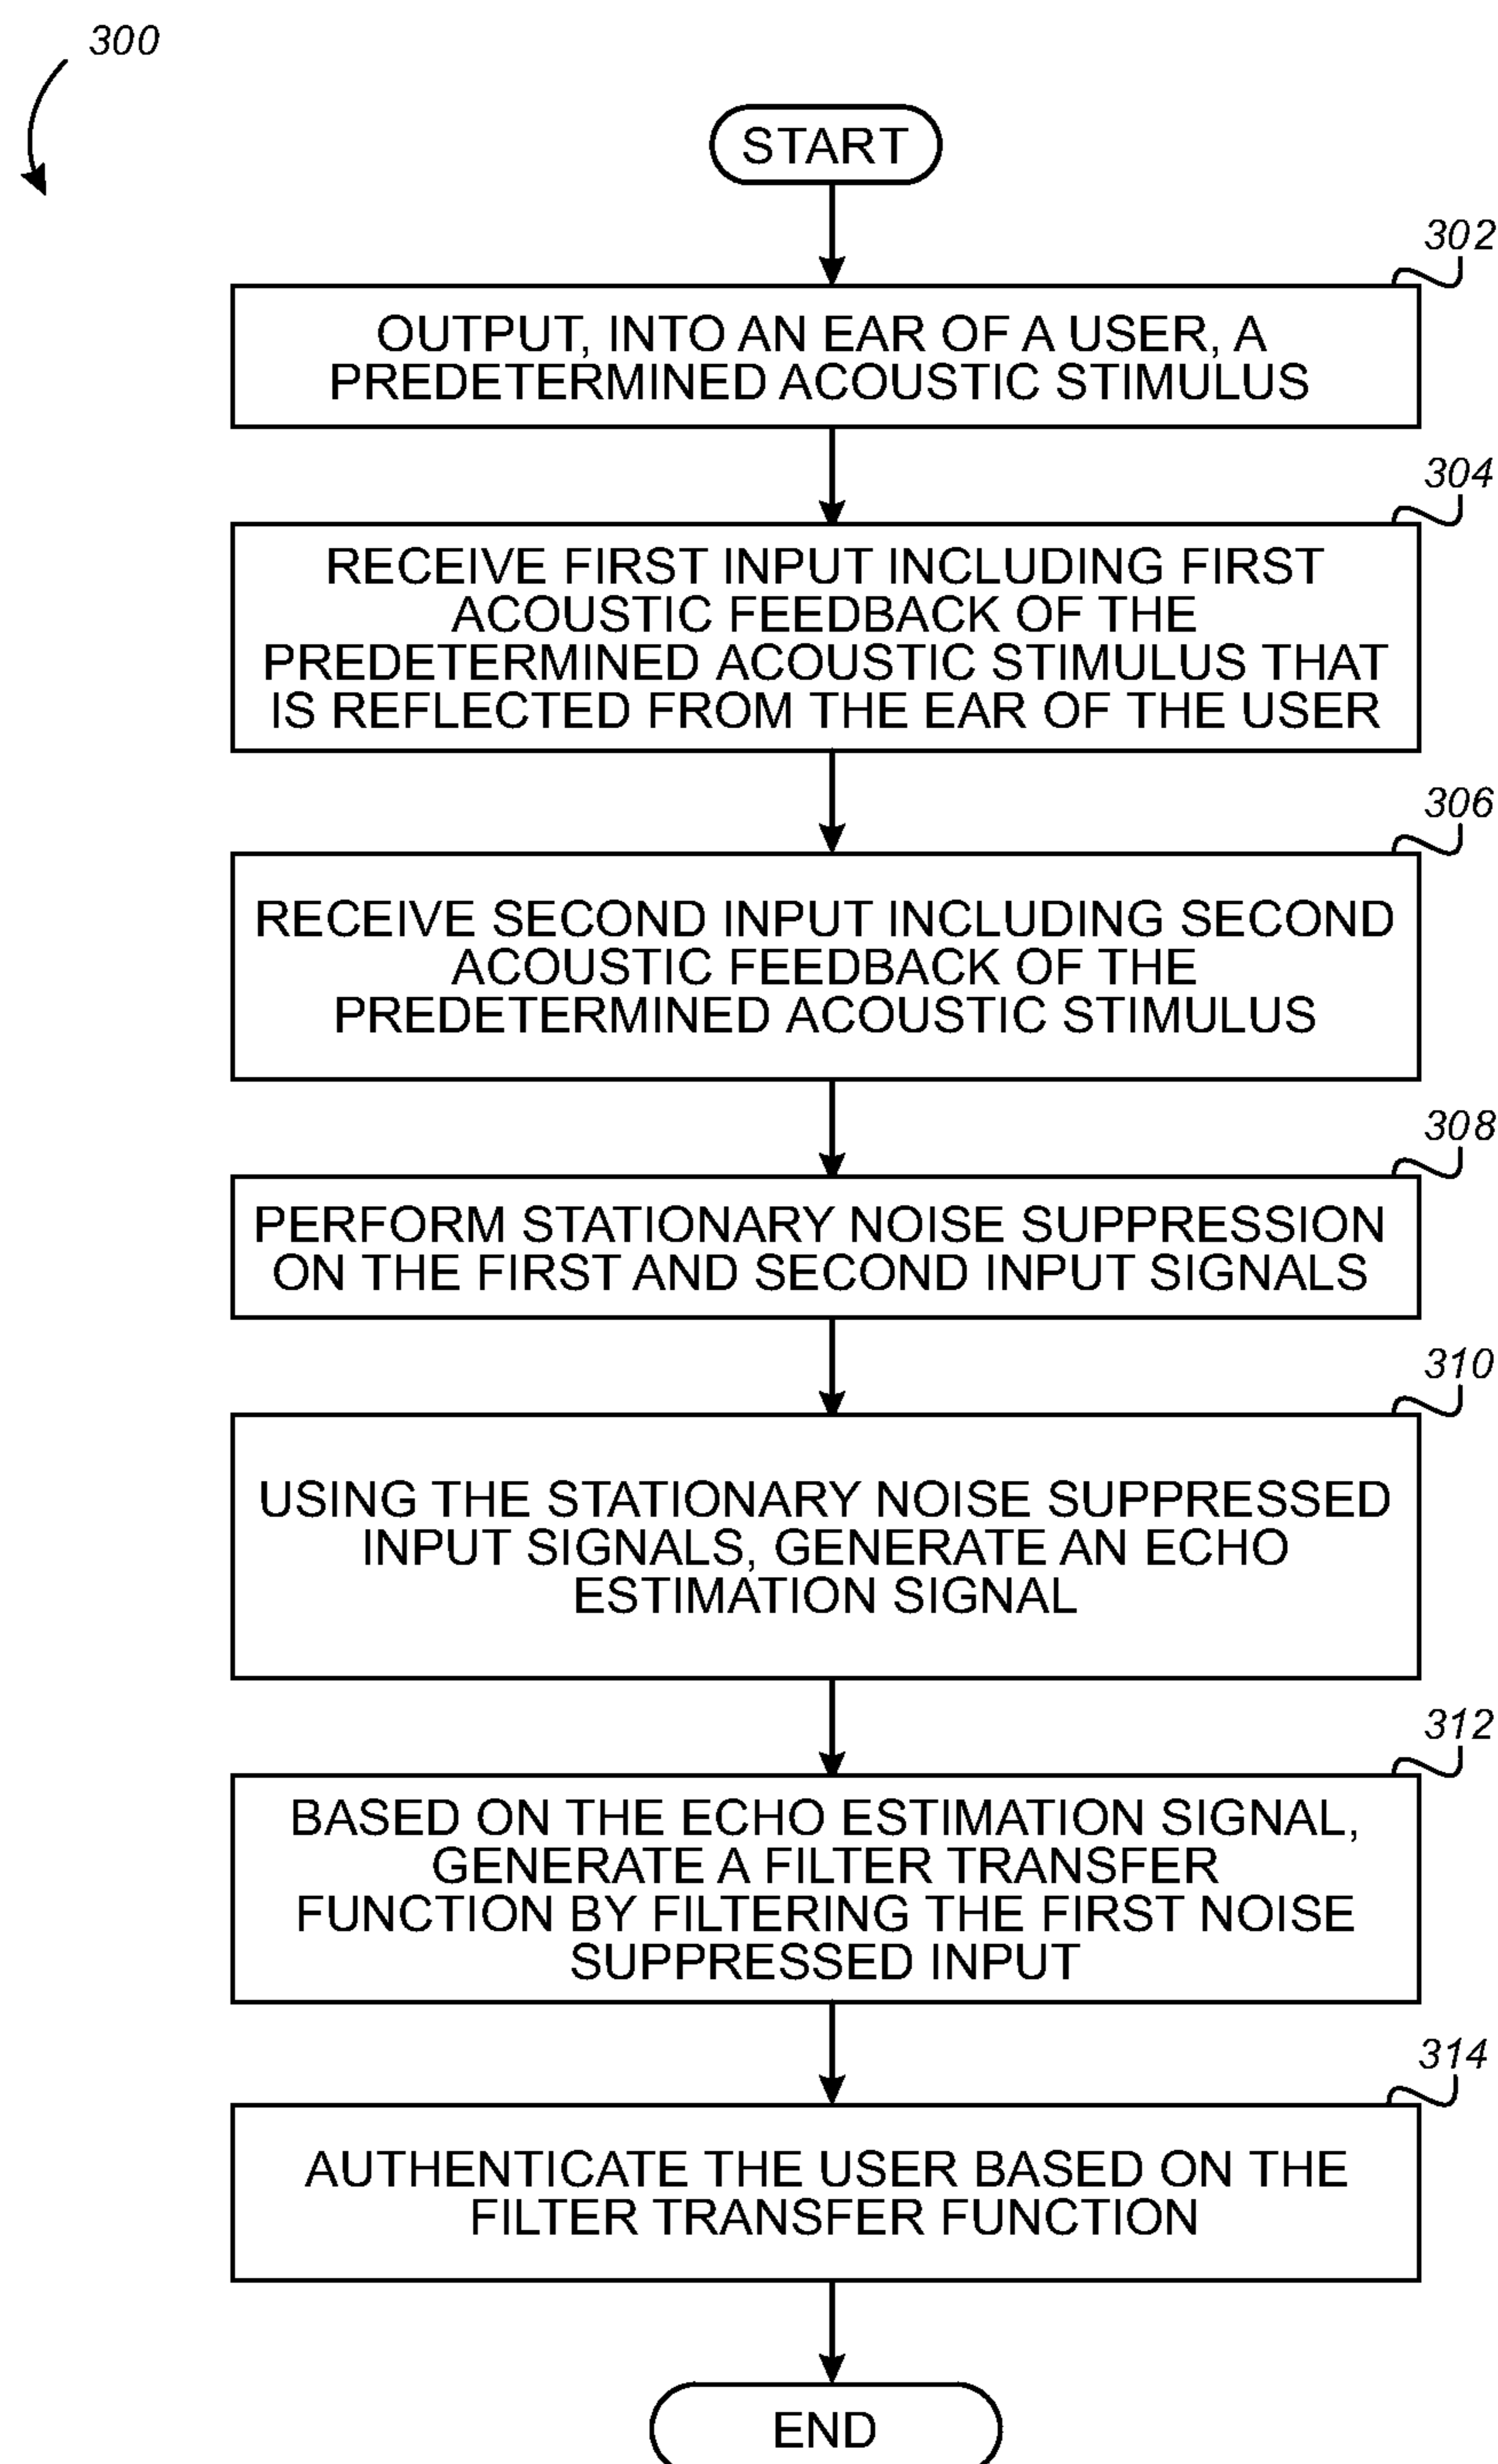 300
START
302
OUTPUT, INTO AN EAR OF A USER, A
PREDETERMINED ACOUSTIC STIMULUS
304
RECEIVE FIRST INPUT INCLUDING FIRST
ACOUSTIC FEEDBACK OF THE
PREDETERMINED ACOUSTIC STIMULUS THAT
IS REFLECTED FROM THE EAR OF THE USER
306
RECEIVE SECOND INPUT INCLUDING SECOND
ACOUSTIC FEEDBACK OF THE
PREDETERMINED ACOUSTIC STIMULUS
308
PERFORM STATIONARY NOISE SUPPRESSION
ON THE FIRST AND SECOND INPUT SIGNALS
310
USING THE STATIONARY NOISE SUPPRESSED
INPUT SIGNALS, GENERATE AN ECHO
ESTIMATION SIGNAL
312
BASED ON THE ECHO ESTIMATION SIGNAL,
GENERATE A FILTER TRANSFER
FUNCTION BY FILTERING THE FIRST NOISE
SUPPRESSED INPUT
314
AUTHENTICATE THE USER BASED ON THE
FILTER TRANSFER FUNCTION
END